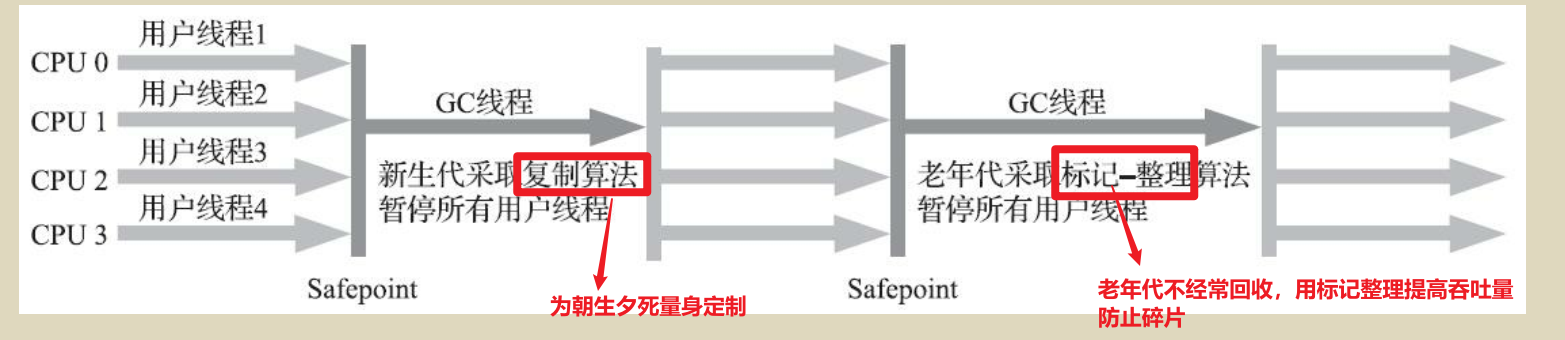 用户线程1
CPU 0
用户线程2
CPU 1
用户线程3
CPU 2
用户线程4
CPU 3
Safepoint
GC线程
新生代采取复制算法
暂停所有用户线程
为朝生夕死量身定制
Safepoint
GC线程
老年代采取标记—整理算法
暂停所有用户线程
老年代不经常回收，用标记整理提高吞吐量
防止碎片